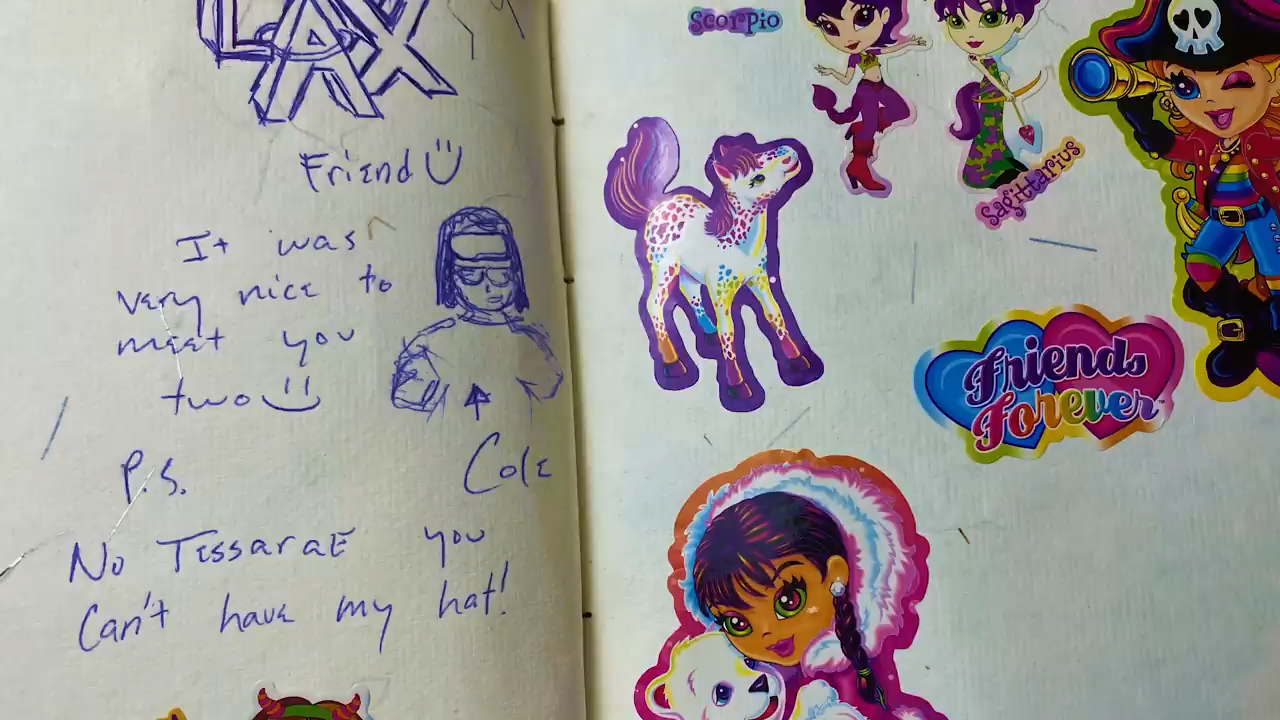 LAX
Friend
It was
very nice to
meet you
two
Cole
P.S.
No Tessarae you
Can't have my hat!
Scorpio
Sagittarius
Friends
Forever™